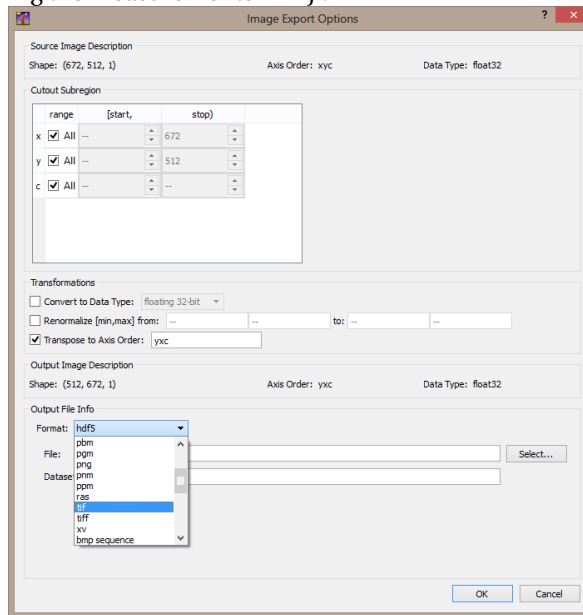 Image Export Options
? ×
Source Image Description
Shape: (672, 512, 1) Axis Order: xyc Data Type: float32
Cutout Subregion
range [start, stop)
x All -- 672
y All -- 512
c All -- --
Transformations
Convert to Data Type: floating 32-bit
Renormalize [min,max] from: -- -- to: -- --
Transpose to Axis Order: yxc
Output Image Description
Shape: (512, 672, 1) Axis Order: yxc Data Type: float32
Output File Info
Format: hdf5
pbm
File: pgm Select...
png
Datase pnm
ppm
ras
tif
tiff
xv
bmp sequence
OK Cancel